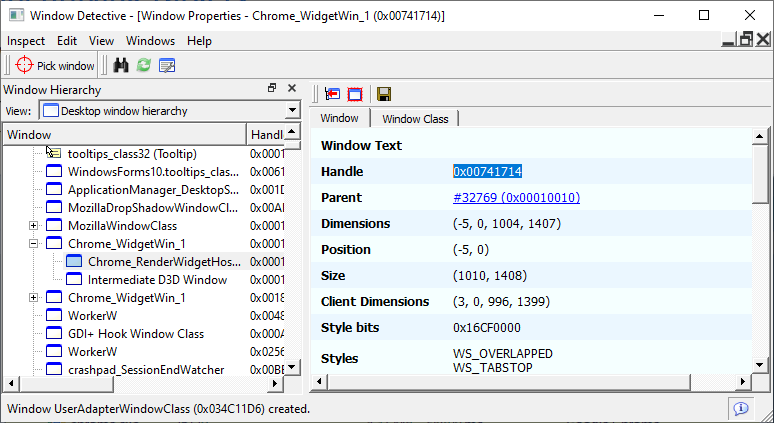 Window Detective - [Window Properties - Chrome_WidgetWin_1 (0x00741714)]
Inspect Edit View Windows Help
Pick window
Window Hierarchy
View: Desktop window hierarchy
Window Handl
tooltips_class32 (Tooltip) 0x0001
WindowsForms10.tooltips_clas... 0x0061
ApplicationManager_DesktopS... 0x001D
MozillaDropShadowWindowCl...
MozillaWindowClass 0x0001
Chrome_WidgetWin_1 0x0001
Chrome_RenderWidgetHos... 0x0001
Intermediate D3D Window 0x0001
Chrome_WidgetWin_1 0x0018
WorkerW 0x0048
GDI+ Hook Window Class 0x000A
WorkerW 0x0256
crashpad_SessionEndWatcher
Window Window Class
Window Text
Handle 0x00741714
Parent #32769 (0x00010010)
Dimensions (-5, 0, 1004, 1407)
Position (-5, 0)
Size (1010, 1408)
Client Dimensions (3, 0, 996, 1399)
Style bits 0x16CF0000
Styles WS_OVERLAPPED
WS_TABSTOP
Window UserAdapterWindowClass (0x034C11D6) created.